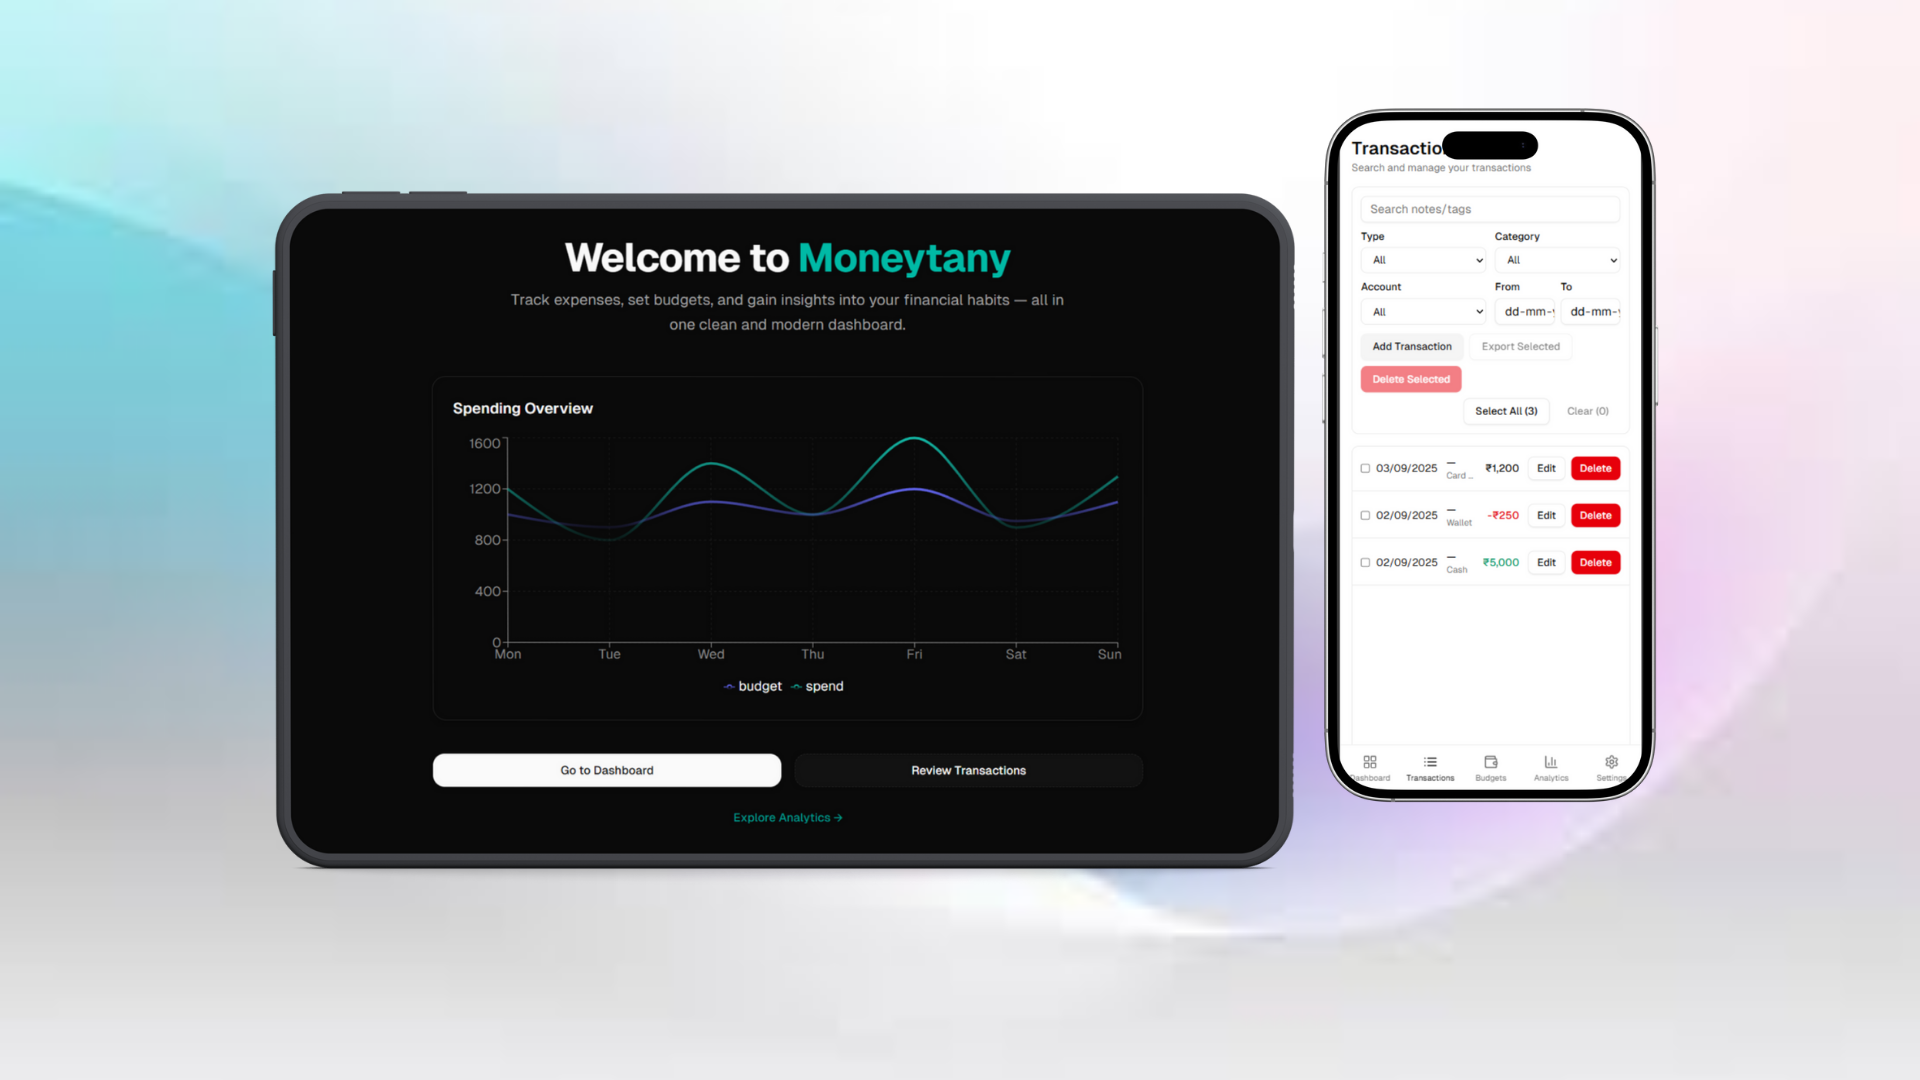 Welcome to Moneytany
Track expenses, set budgets, and gain insights into your financial habits — all in
one clean and modern dashboard.
Spending Overview
1600
1200
800
400
0
Mon Tue Wed Thu Fri Sat Sun
budget spend
Go to Dashboard Review Transactions
Explore Analytics →
Transactio
Search and manage your transactions
Search notes/tags
Type Category
All All
Account From To
All dd-mm- dd-mm-
Add Transaction Export Selected
Delete Selected
Select All (3) Clear (0)
03/09/2025 — ₹1,200 Edit Delete
Card ...
02/09/2025 — -₹250 Edit Delete
Wallet
02/09/2025 — ₹5,000 Edit Delete
Cash
Dashboard Transactions Budgets Analytics Settings